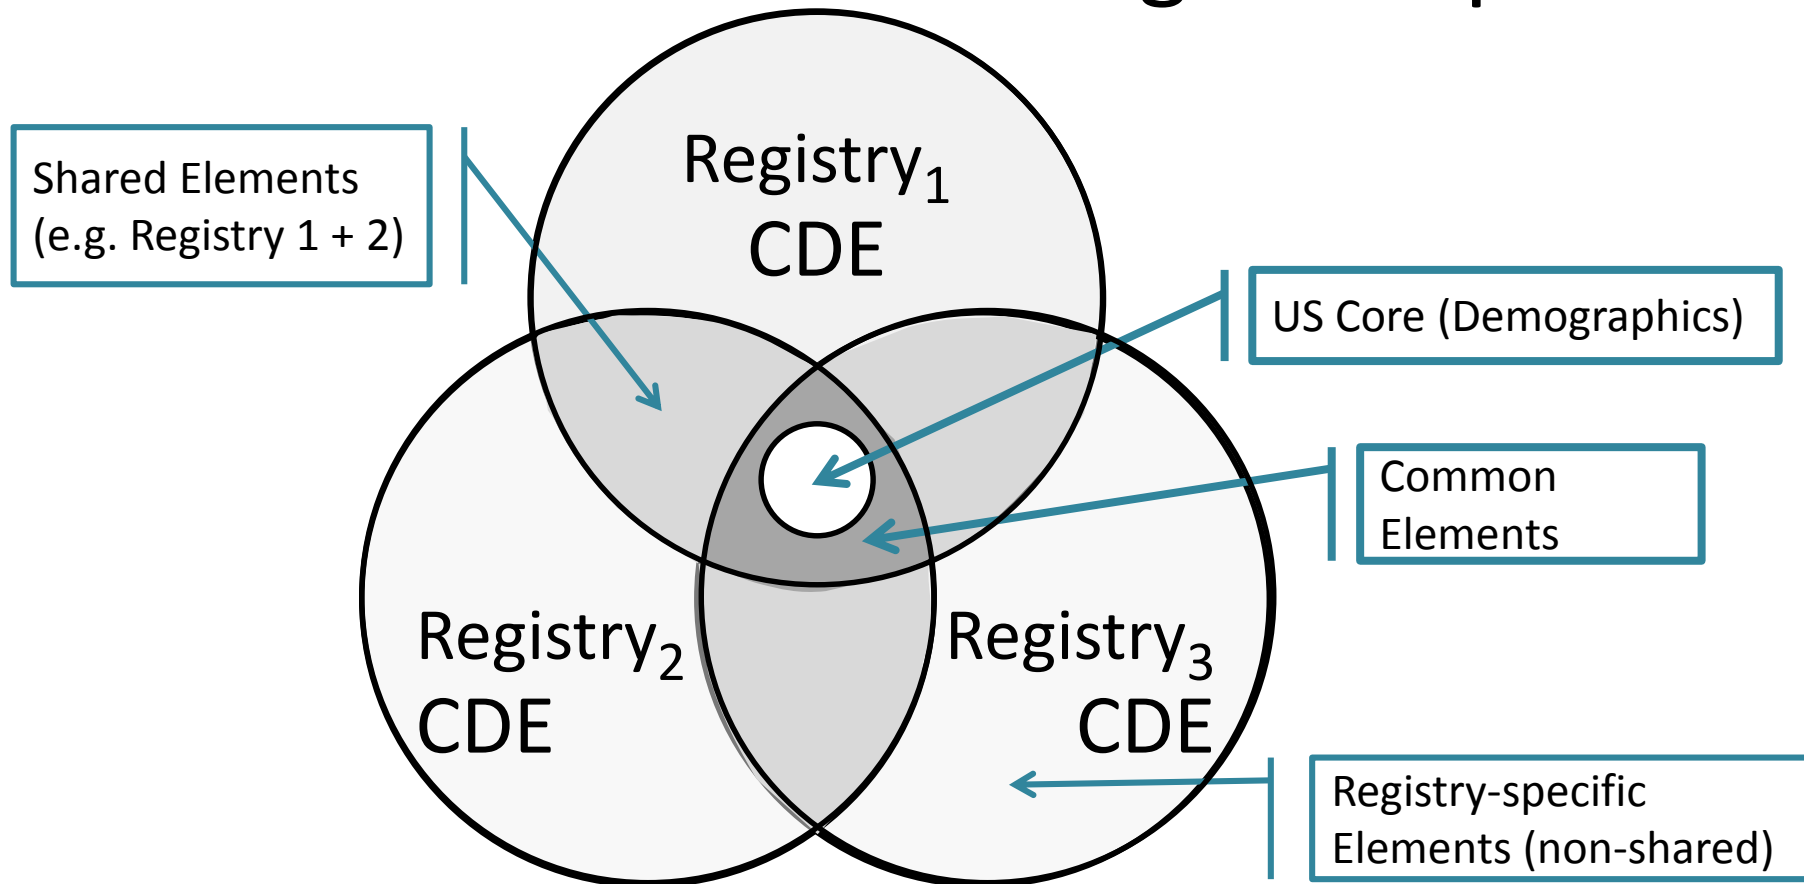 Registry₁
CDE
Shared Elements
(e.g. Registry 1 + 2)
US Core (Demographics)
Common
Elements
Registry₂
CDE
Registry₃
CDE
Registry-specific
Elements (non-shared)